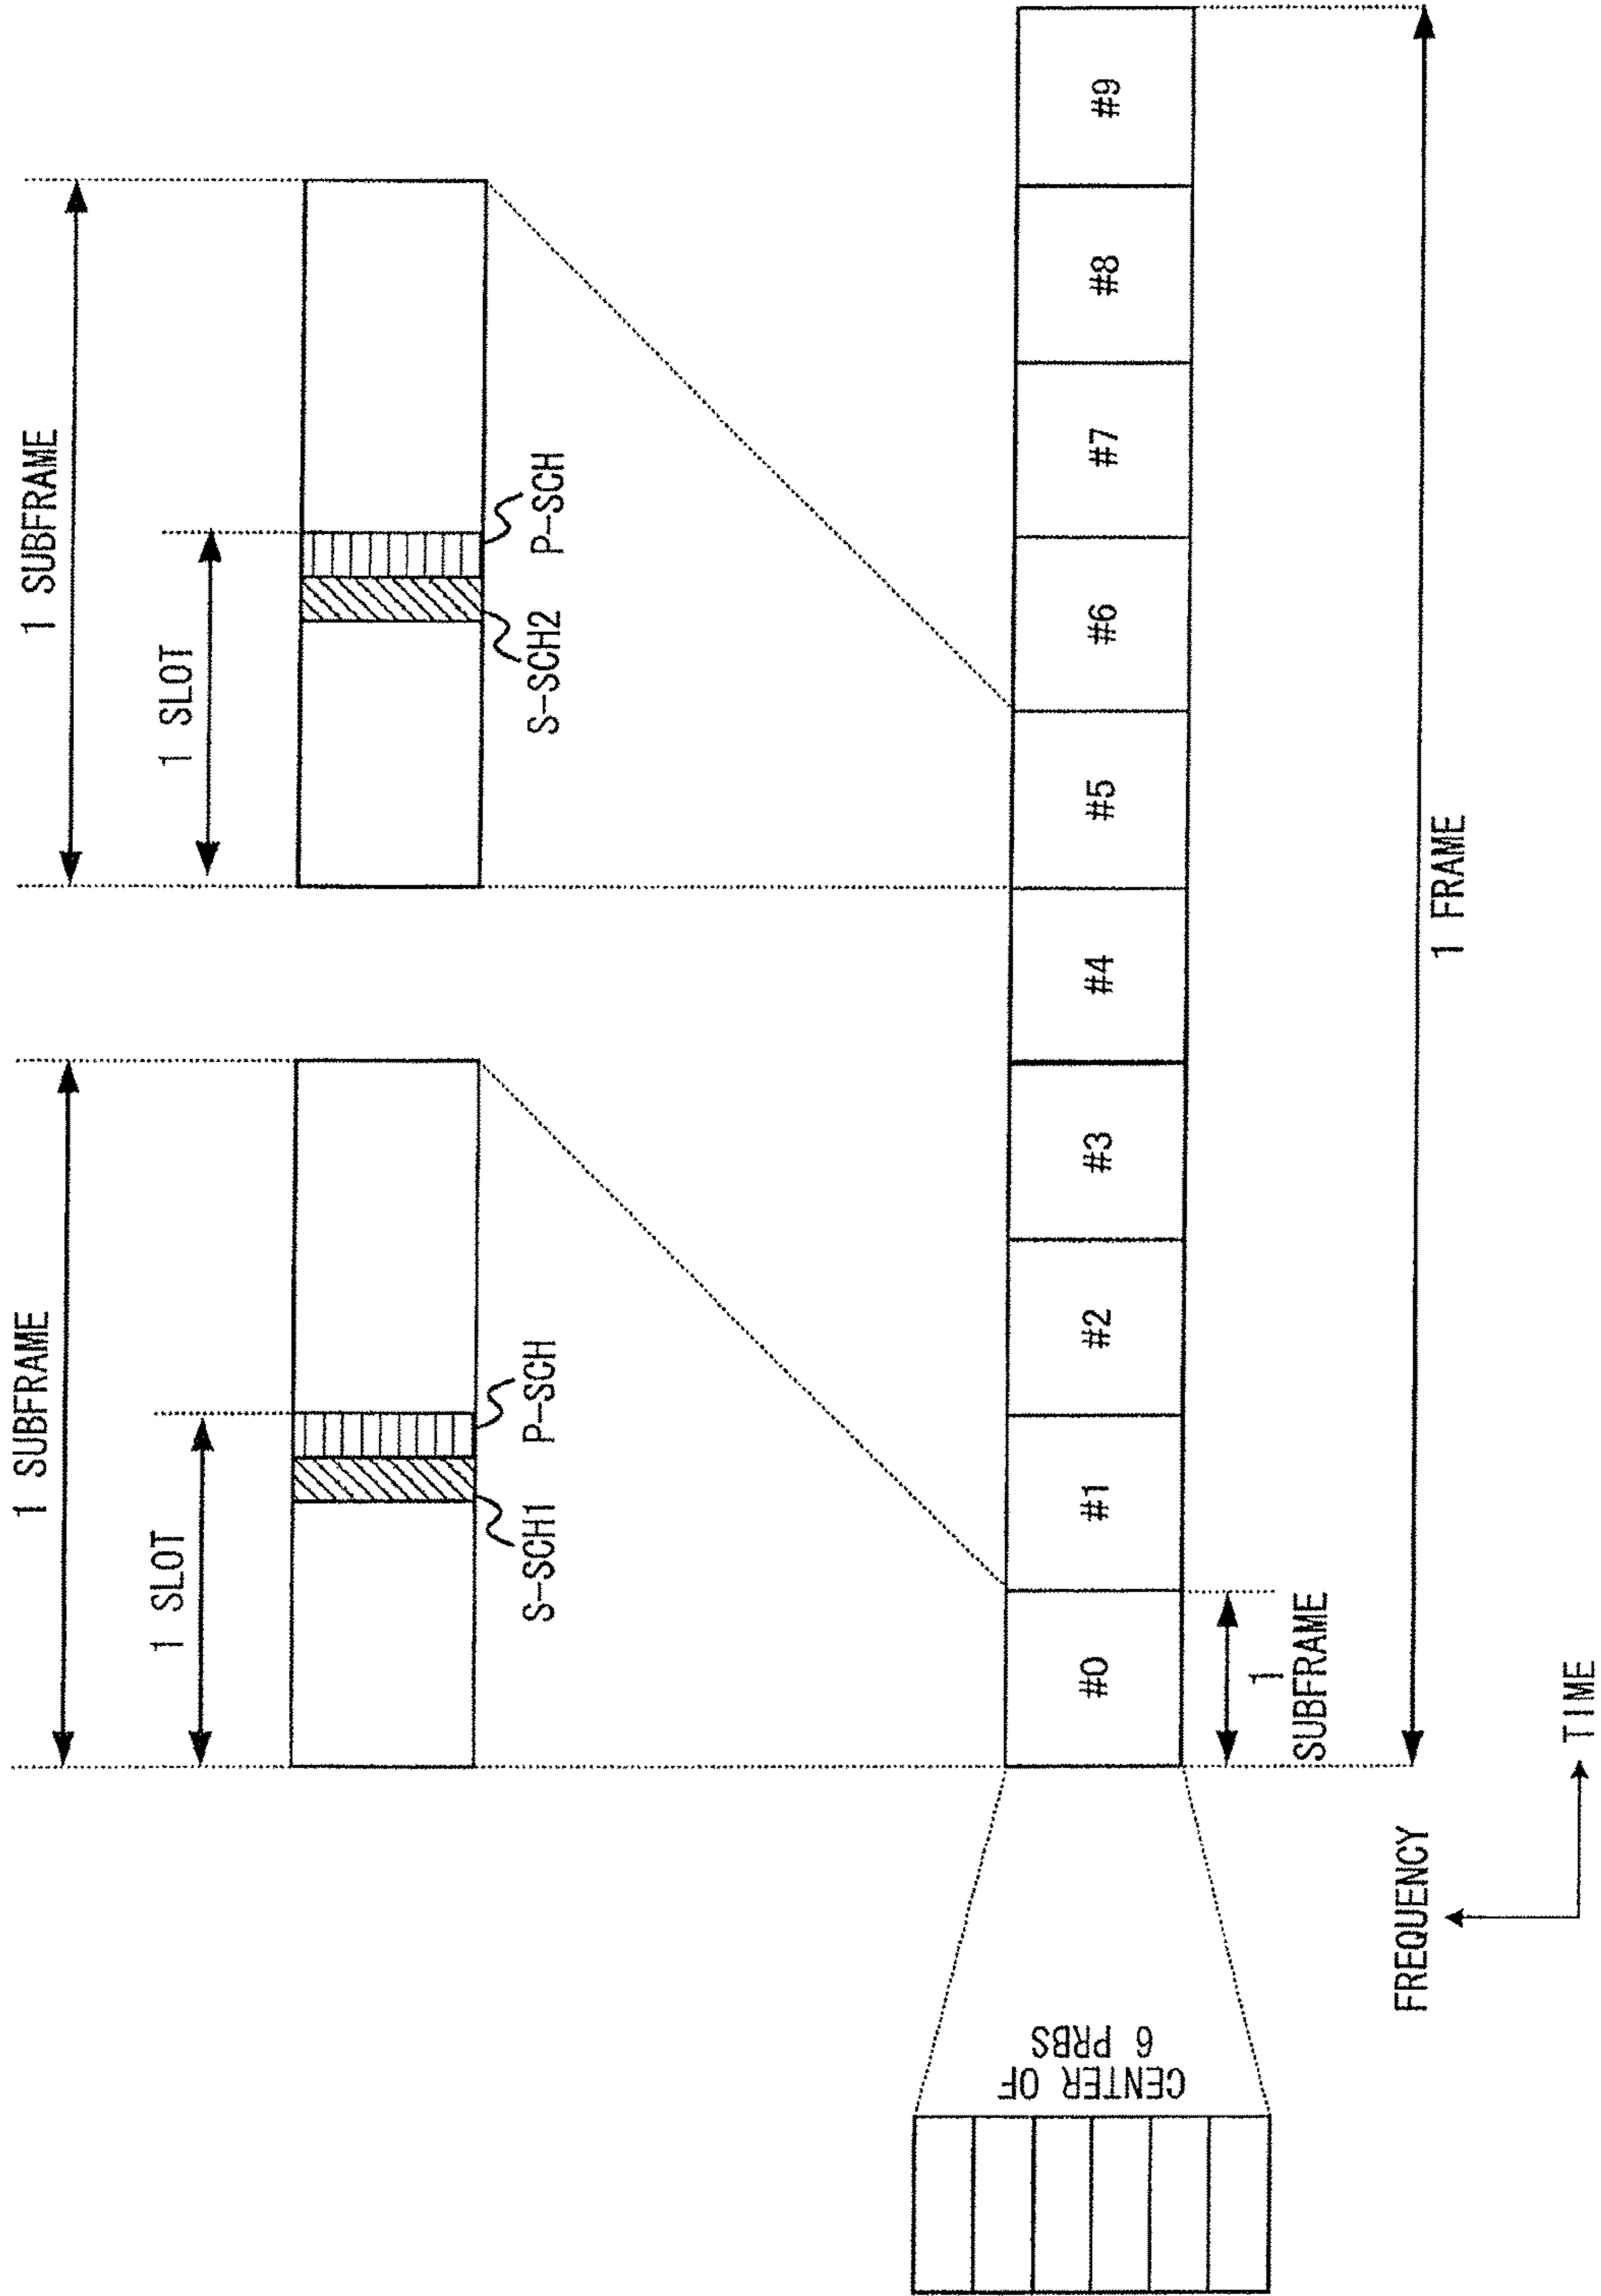 1 SUBFRAME
1 SUBFRAME
1 SLOT
1 SLOT
S-SCH1
P-SCH
S-SCH2
P-SCH
CENTER OF
6 PRBS
#0
#1
#2
#3
#4
#5
#6
#7
#8
#9
1
SUBFRAME
1 FRAME
FREQUENCY
TIME